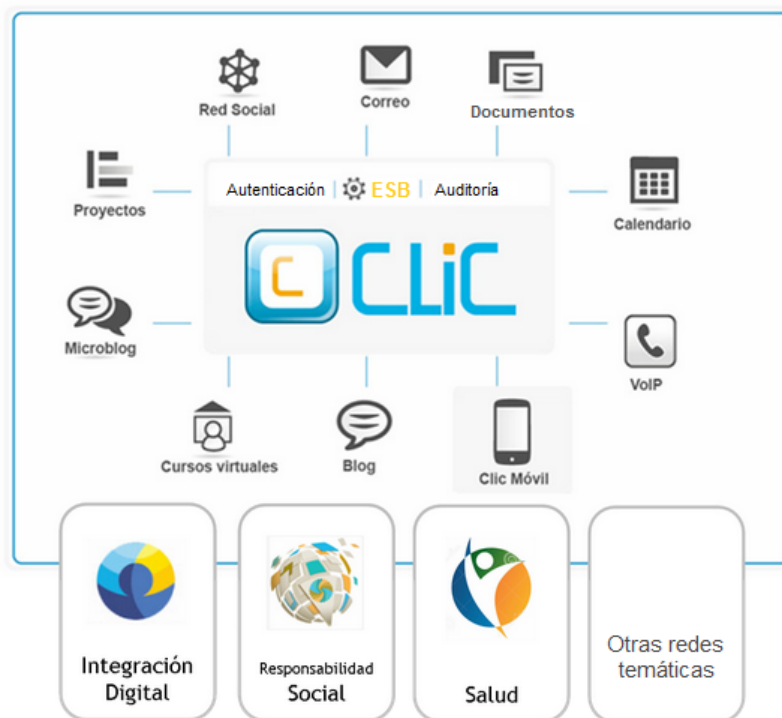 Red Social
Correo
Documentos
Proyectos
Autenticación | ESB | Auditoría
Calendario
C CLiC
Microblog
VoIP
Cursos virtuales
Blog
Clic Móvil
Integración
Digital
Responsabilidad
Social
Salud
Otras redes
temáticas